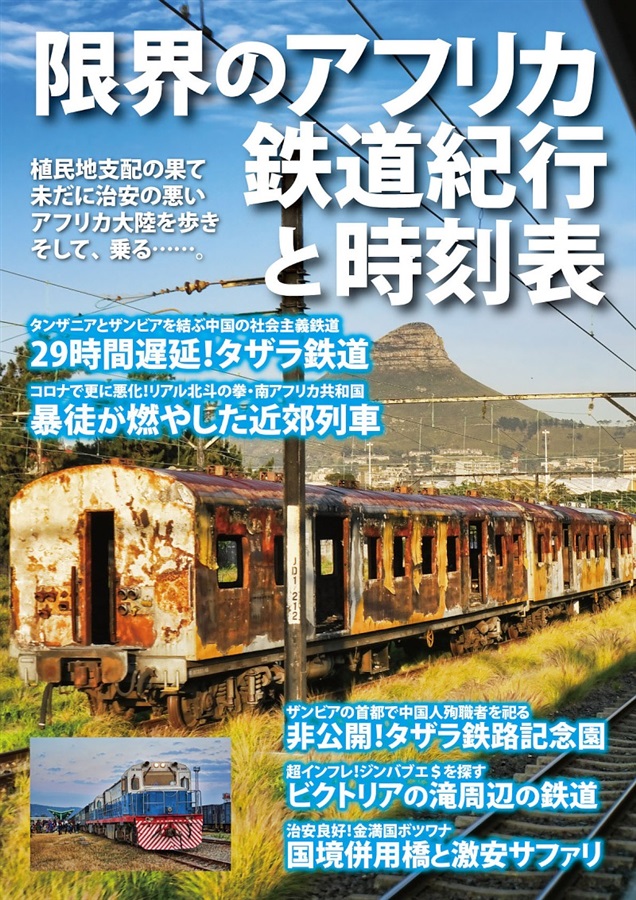 限界のアフリカ
鉄道紀行
と時刻表
植民地支配の果て
未だに治安の悪い
アフリカ大陸を歩き
そして、乗る……。
タンザニアとザンビアを結ぶ中国の社会主義鉄道
29時間遅延!タザラ鉄道
コロナで更に悪化!リアル北斗の拳・南アフリカ共和国
暴徒が燃やした近郊列車
JD1 212
ザンビアの首都で中国人殉職者を祀る
非公開!タザラ鉄路記念園
超インフレ!ジンバブエ$を探す
ビクトリアの滝周辺の鉄道
治安良好!金満国ボツワナ
国境併用橋と激安サファリ